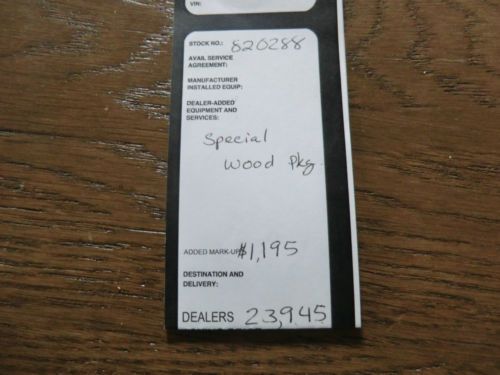 VIN:
STOCK NO.: 820288
AVAIL SERVICE
AGREEMENT:
MANUFACTURER
INSTALLED EQUIP:
DEALER-ADDED
EQUIPMENT AND
SERVICES:
Special
Wood Pkg.
ADDED MARK-UP $1,195
DESTINATION AND
DELIVERY:
DEALERS 23,945